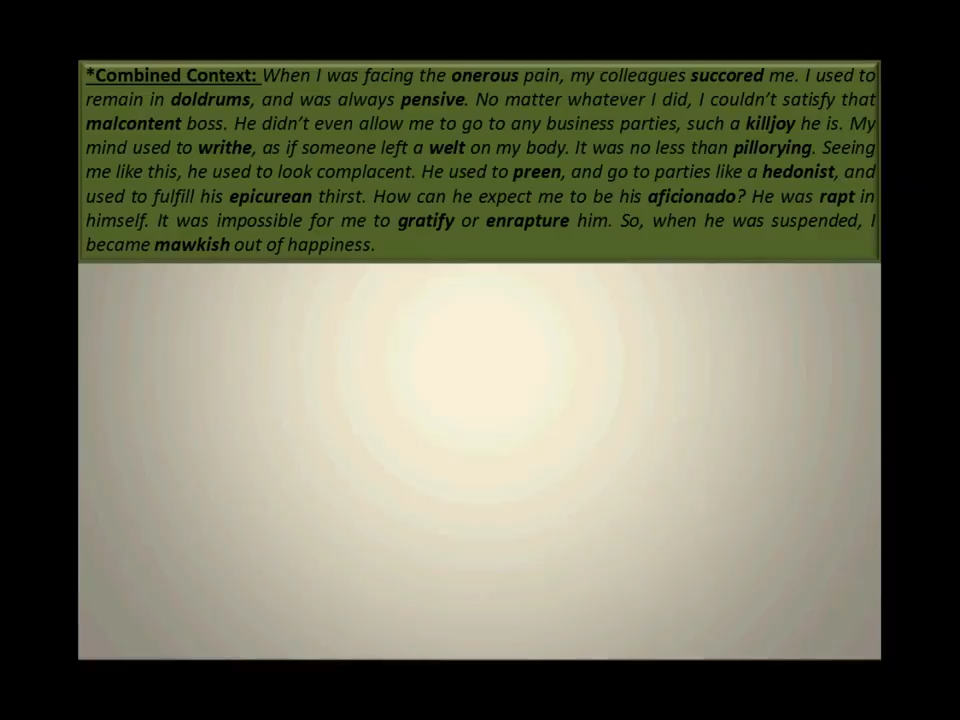 *Combined Context: When I was facing the onerous pain, my colleagues succored me. I used to
remain in doldrums, and was always pensive. No matter whatever I did, I couldn’t satisfy that
malcontent boss. He didn’t even allow me to go to any business parties, such a killjoy he is. My
mind used to writhe, as if someone left a welt on my body. It was no less than pillorying. Seeing
me like this, he used to look complacent. He used to preen, and go to parties like a hedonist, and
used to fulfill his epicurean thirst. How can he expect me to be his aficionado? He was rapt in
himself. It was impossible for me to gratify or enrapture him. So, when he was suspended, I
became mawkish out of happiness.